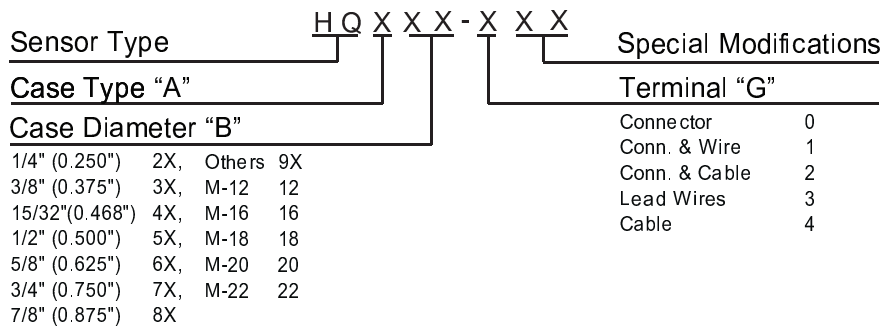 HQXXX-XXX
Sensor Type
Special Modifications
Case Type “A”
Terminal “G”
Case Diameter “B”
Connector 0
Conn. & Wire 1
Conn. & Cable 2
Lead Wires 3
Cable 4
1/4" (0.250") 2X, Others 9X
3/8" (0.375") 3X, M-12 12
15/32"(0.468") 4X, M-16 16
1/2" (0.500") 5X, M-18 18
5/8" (0.625") 6X, M-20 20
3/4" (0.750") 7X, M-22 22
7/8" (0.875") 8X